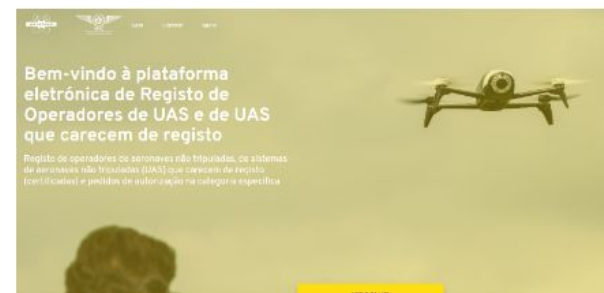 Bem-vindo à plataforma
eletrónica de Registo de
Operadores de UAS e de UAS
que carecem de registo
Registo de operadores de aeronaves não tripuladas, de sistemas
de aeronaves não tripuladas (UAS) que carecem de registo
(certificadas) e pedidos de autorização na categoria específica